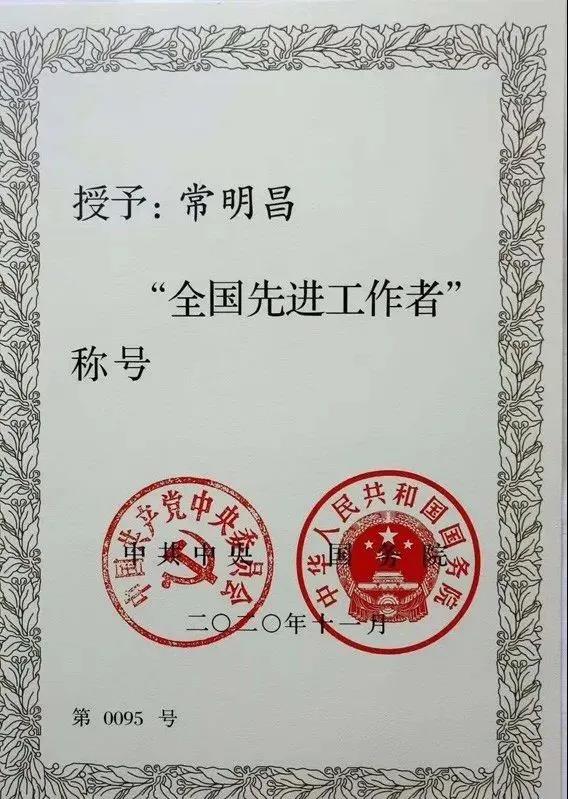 授予：常明昌
“全国先进工作者”
称号
中国共产党中央委员会
中华人民共和国国务院
中共中央 国务院
二〇二〇年十一月
第 0095 号